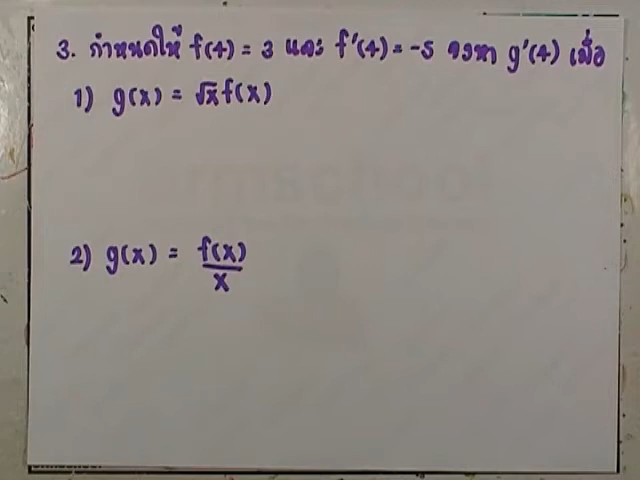 3. กำหนดให้ f(4) = 3 และ f'(4) = -5 จงหา g'(4) เมื่อ
1) g(x) = √x f(x)
2) g(x) = f(x)/x